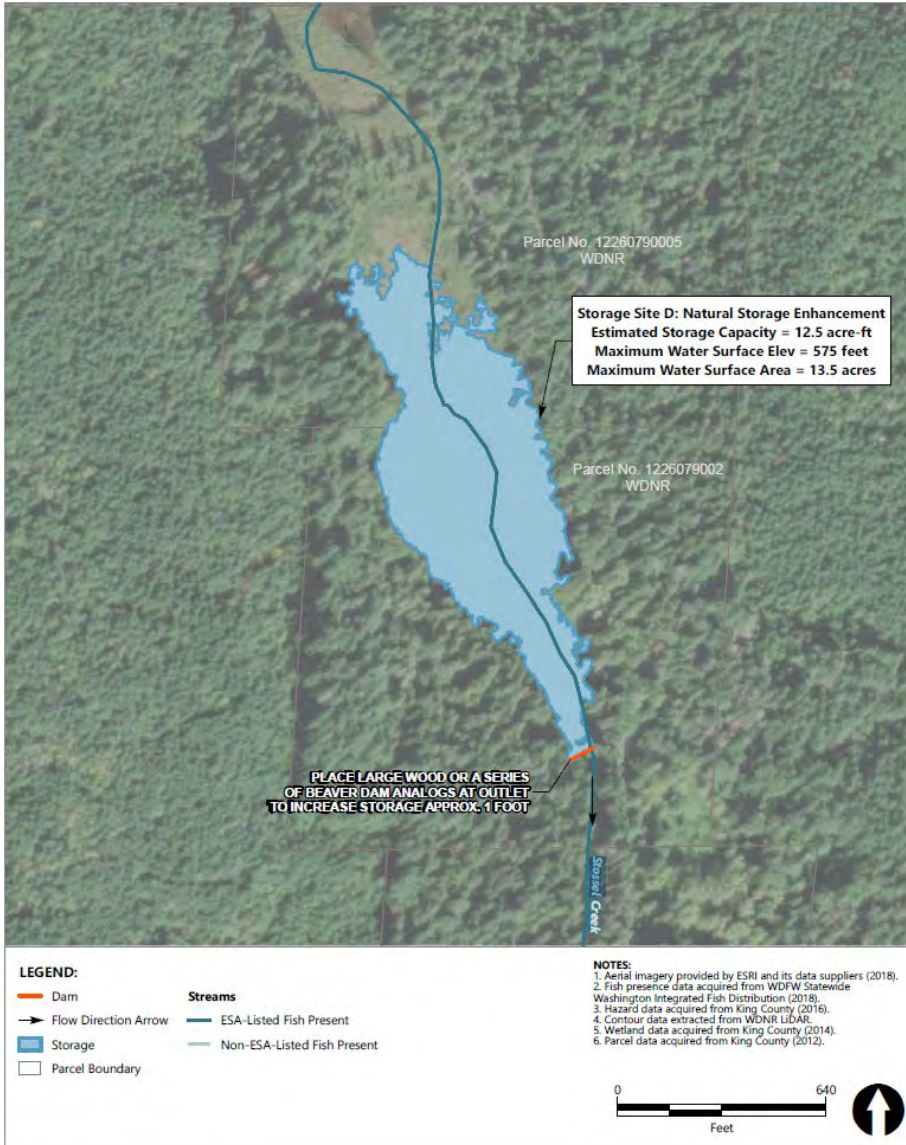 Parcel No. 12260790005
WDNR
Storage Site D: Natural Storage Enhancement
Estimated Storage Capacity = 12.5 acre-ft
Maximum Water Surface Elev = 575 feet
Maximum Water Surface Area = 13.5 acres
Parcel No. 1226079002
WDNR
PLACE LARGE WOOD OR A SERIES
OF BEAVER DAM ANALOGS AT OUTLET
TO INCREASE STORAGE APPROX. 1 FOOT
Stossel Creek
LEGEND:
Dam
Flow Direction Arrow
Storage
Parcel Boundary
Streams
ESA-Listed Fish Present
Non-ESA-Listed Fish Present
NOTES:
1. Aerial imagery provided by ESRI and its data suppliers (2018).
2. Fish presence data acquired from WDFW Statewide
Washington Integrated Fish Distribution (2018).
3. Hazard data acquired from King County (2016).
4. Contour data extracted from WDNR LiDAR.
5. Wetland data acquired from King County (2014).
6. Parcel data acquired from King County (2012).
0 640
Feet